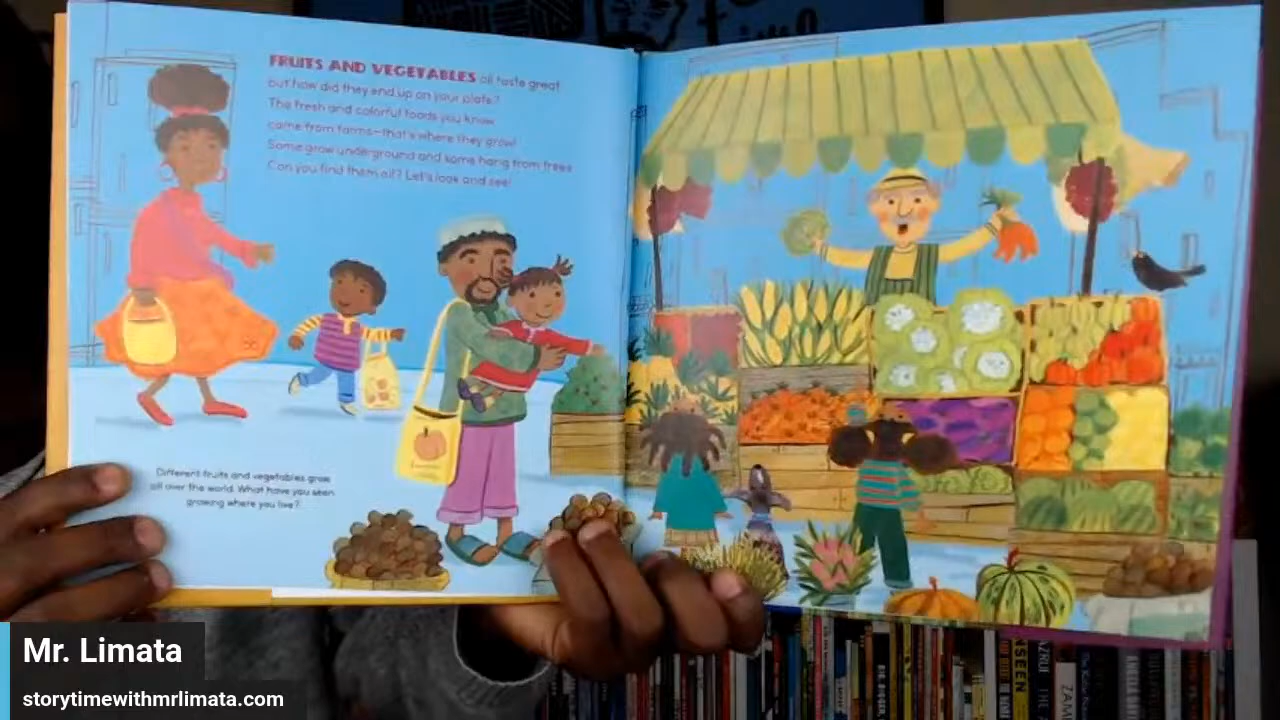 FRUITS AND VEGETABLES all taste great
but how did they end up on your plate?
The fresh and colorful foods you know
came from farms—that's where they grow!
Some grow underground and some hang from trees
Can you find them all? Let's look and see!
Different fruits and vegetables grow
all over the world. What have you seen
growing where you live?
Mr. Limata
storytimewithmrlimata.com